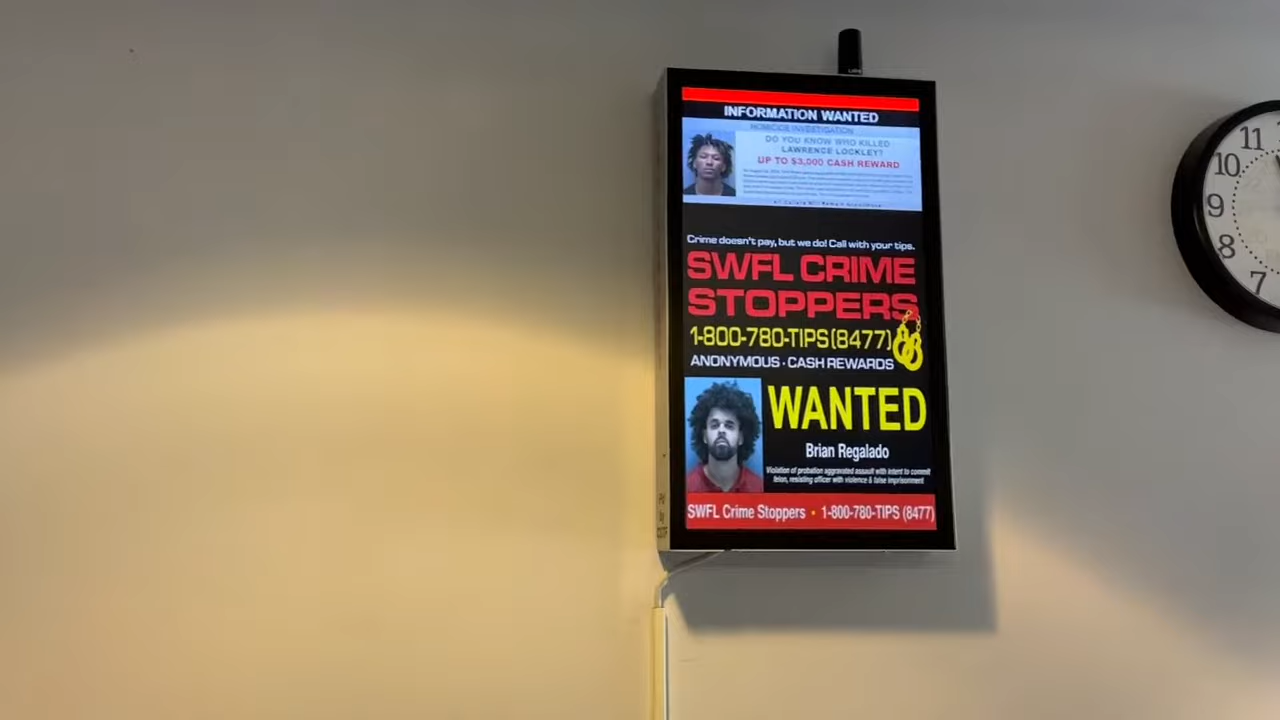 INFORMATION WANTED
HOMICIDE INVESTIGATION
DO YOU KNOW WHO KILLED
LAWRENCE LOCKLEY?
UP TO $3,000 CASH REWARD
Crime doesn't pay, but we do! Call with your tips.
SWFL CRIME
STOPPERS
1-800-780-TIPS (8477)
ANONYMOUS · CASH REWARDS
WANTED
Brian Regalado
Violation of probation aggravated assault with intent to commit
felon, resisting officer with violence & false imprisonment
SWFL Crime Stoppers • 1-800-780-TIPS (8477)
11
10
9
8
7